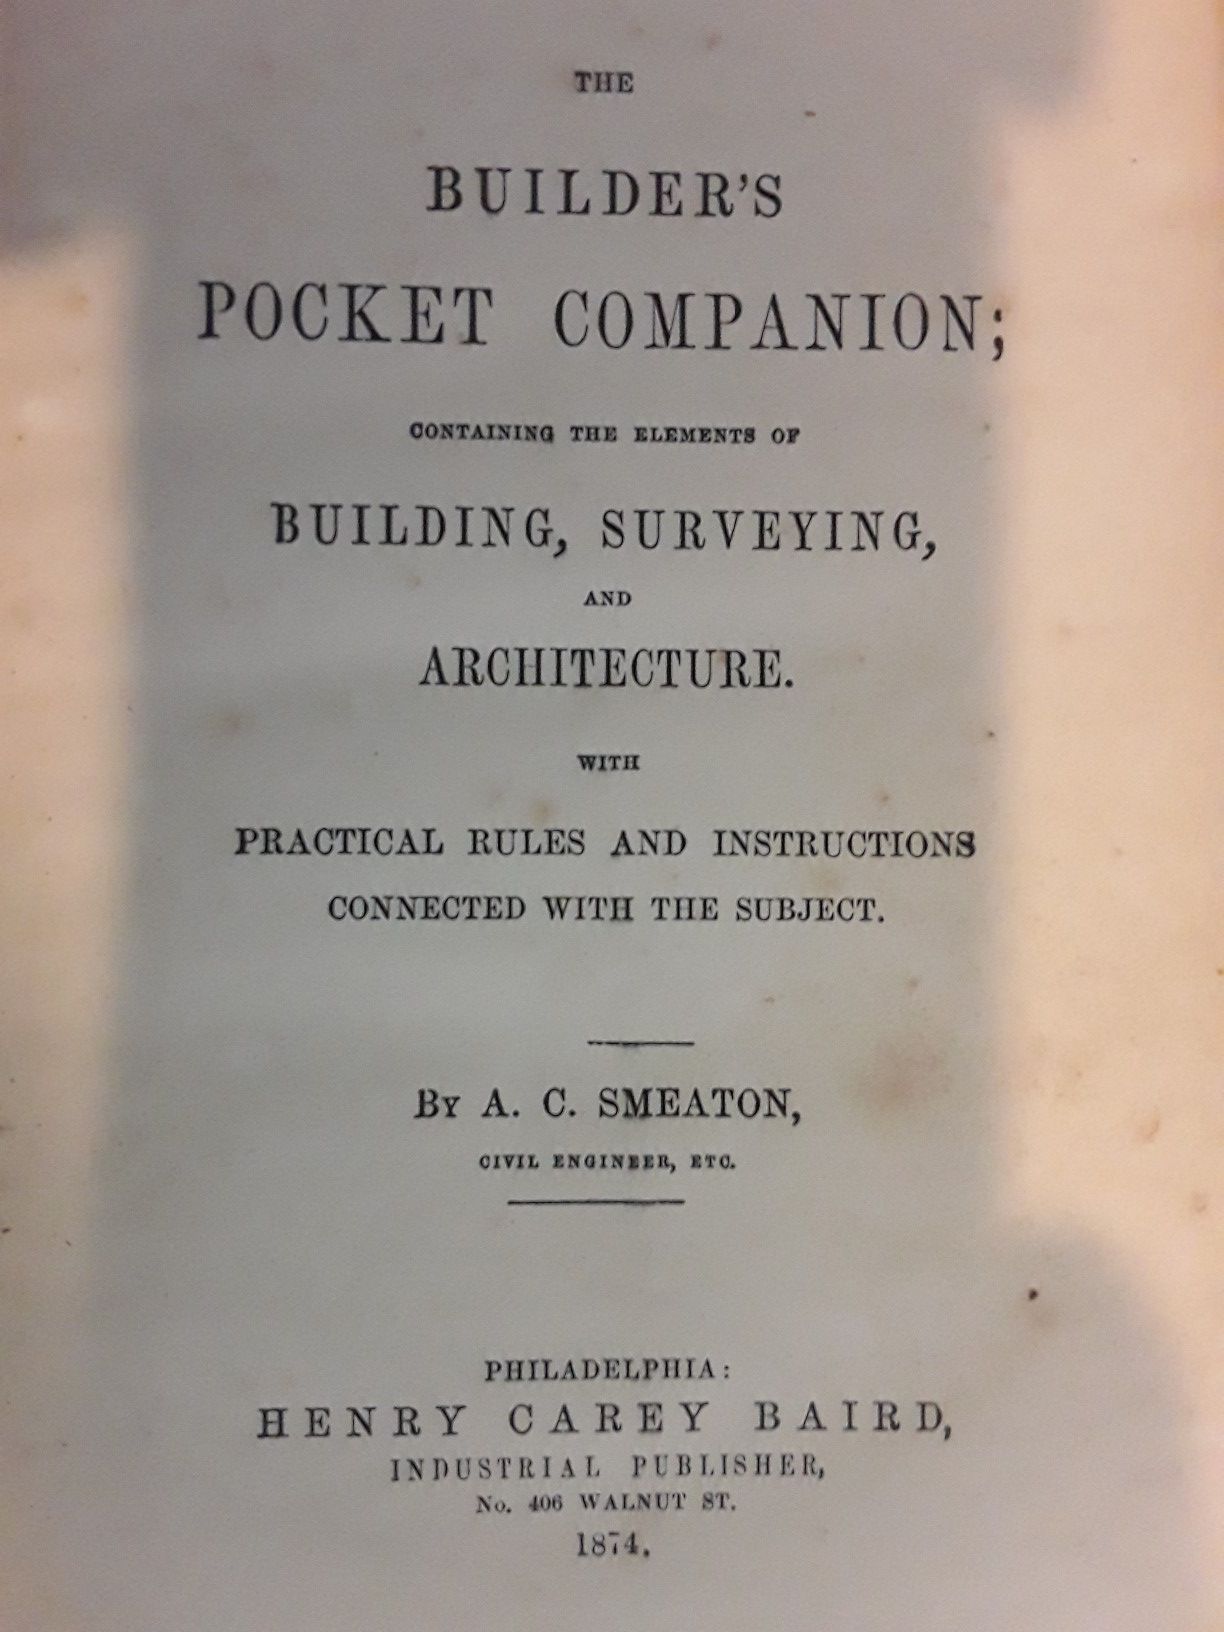 THE
BUILDER'S
POCKET COMPANION;
CONTAINING THE ELEMENTS OF
BUILDING, SURVEYING,
AND
ARCHITECTURE.
WITH
PRACTICAL RULES AND INSTRUCTIONS
CONNECTED WITH THE SUBJECT.
BY A. C. SMEATON,
CIVIL ENGINEER, ETC.
PHILADELPHIA:
HENRY CAREY BAIRD,
INDUSTRIAL PUBLISHER,
No. 406 WALNUT ST.
1874.